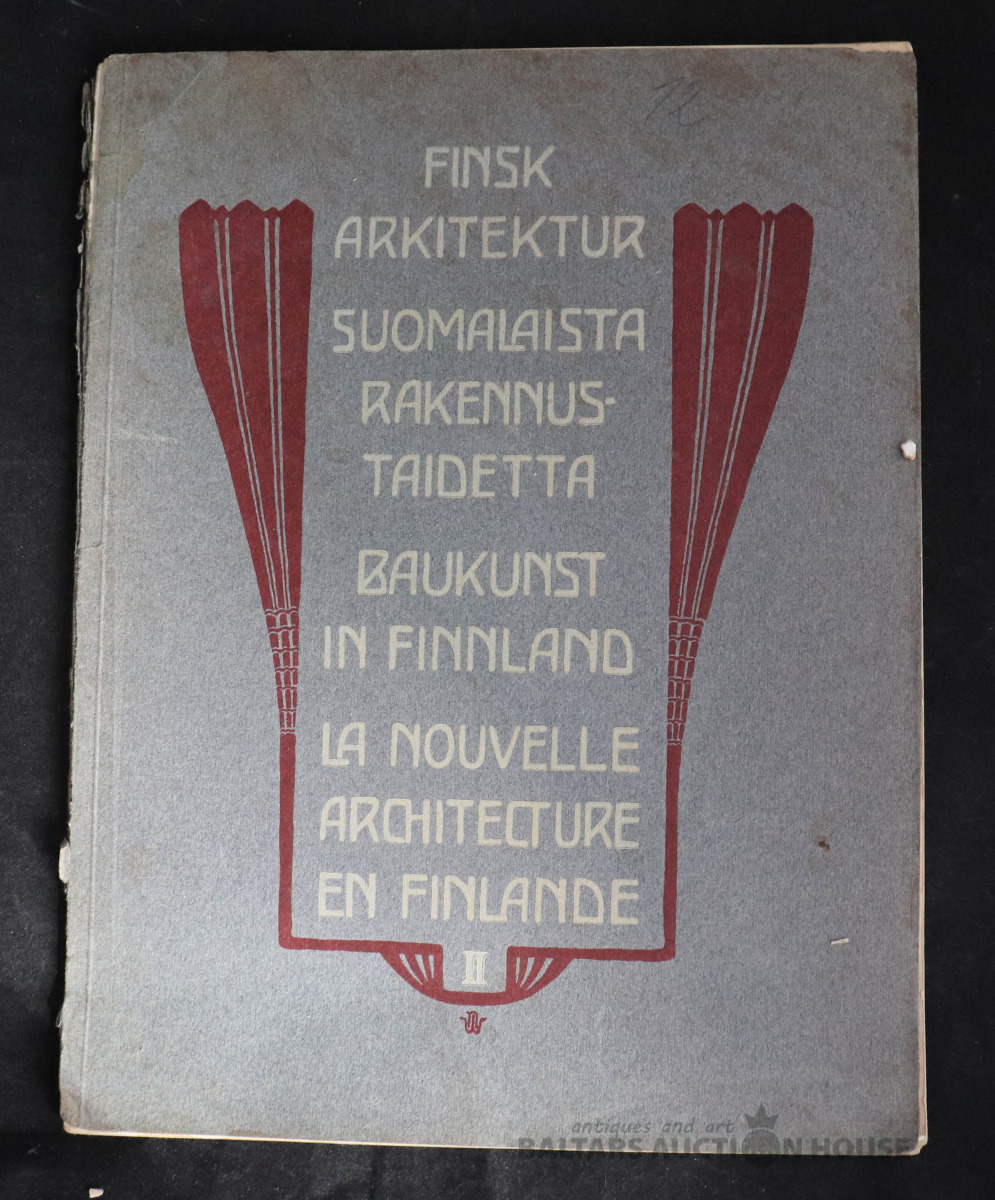 12
FINSK
ARKITEKTUR
SUOMALAISTA
RAKENNUS-
TAIDETTA
BAUKUNST
IN FINNLAND
LA NOUVELLE
ARCHITECTURE
EN FINLANDE
II
antiques and art
BALTARS AUCTION HOUSE